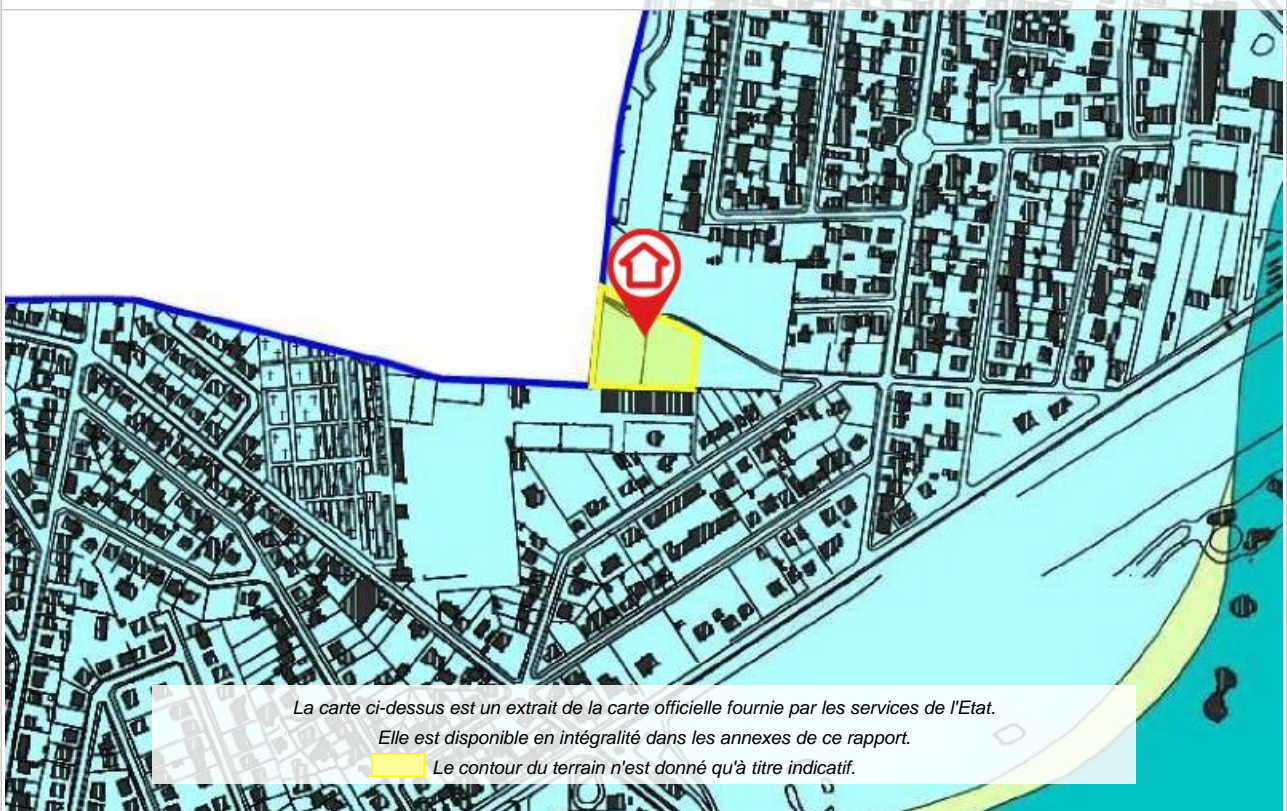 La carte ci-dessus est un extrait de la carte officielle fournie par les services de l'Etat.
Elle est disponible en intégralité dans les annexes de ce rapport.
Le contour du terrain n'est donné qu'à titre indicatif.